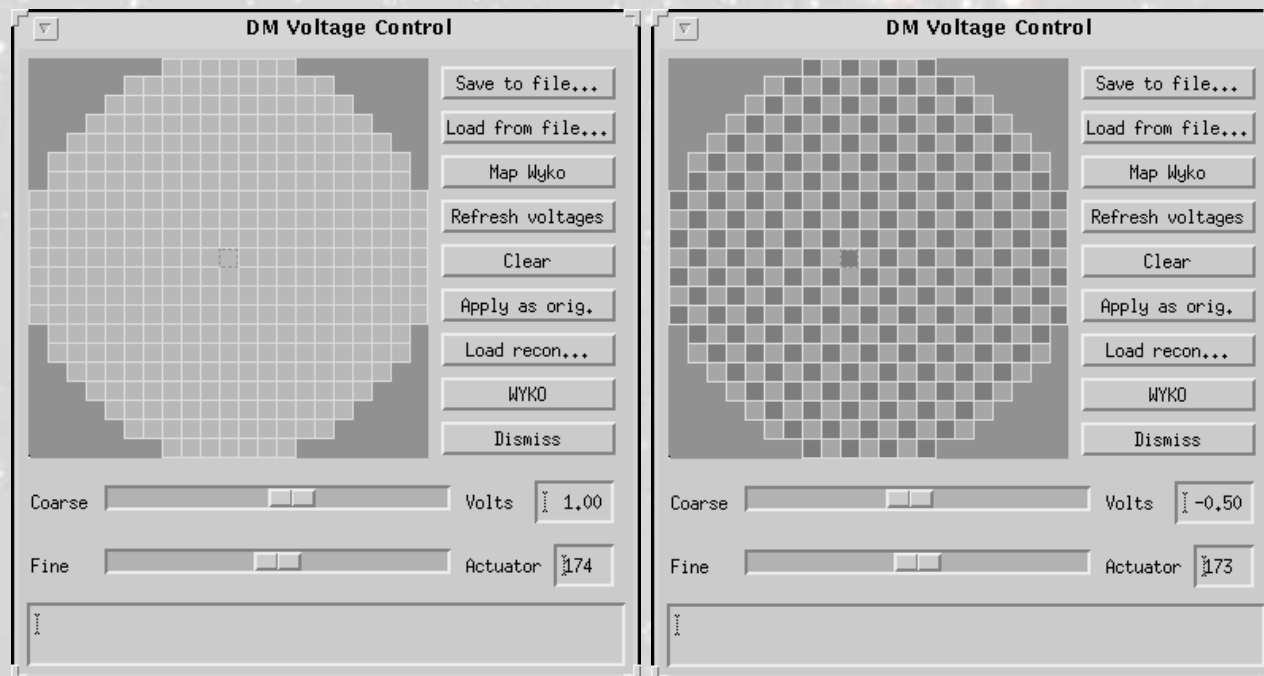 DM Voltage Control
Save to file...
Load from file...
Map Wyko
Refresh voltages
Clear
Apply as orig.
Load recon...
WYKO
Dismiss
Coarse Volts 1.00
Fine Actuator 174
DM Voltage Control
Save to file...
Load from file...
Map Wyko
Refresh voltages
Clear
Apply as orig.
Load recon...
WYKO
Dismiss
Coarse Volts -0.50
Fine Actuator 173